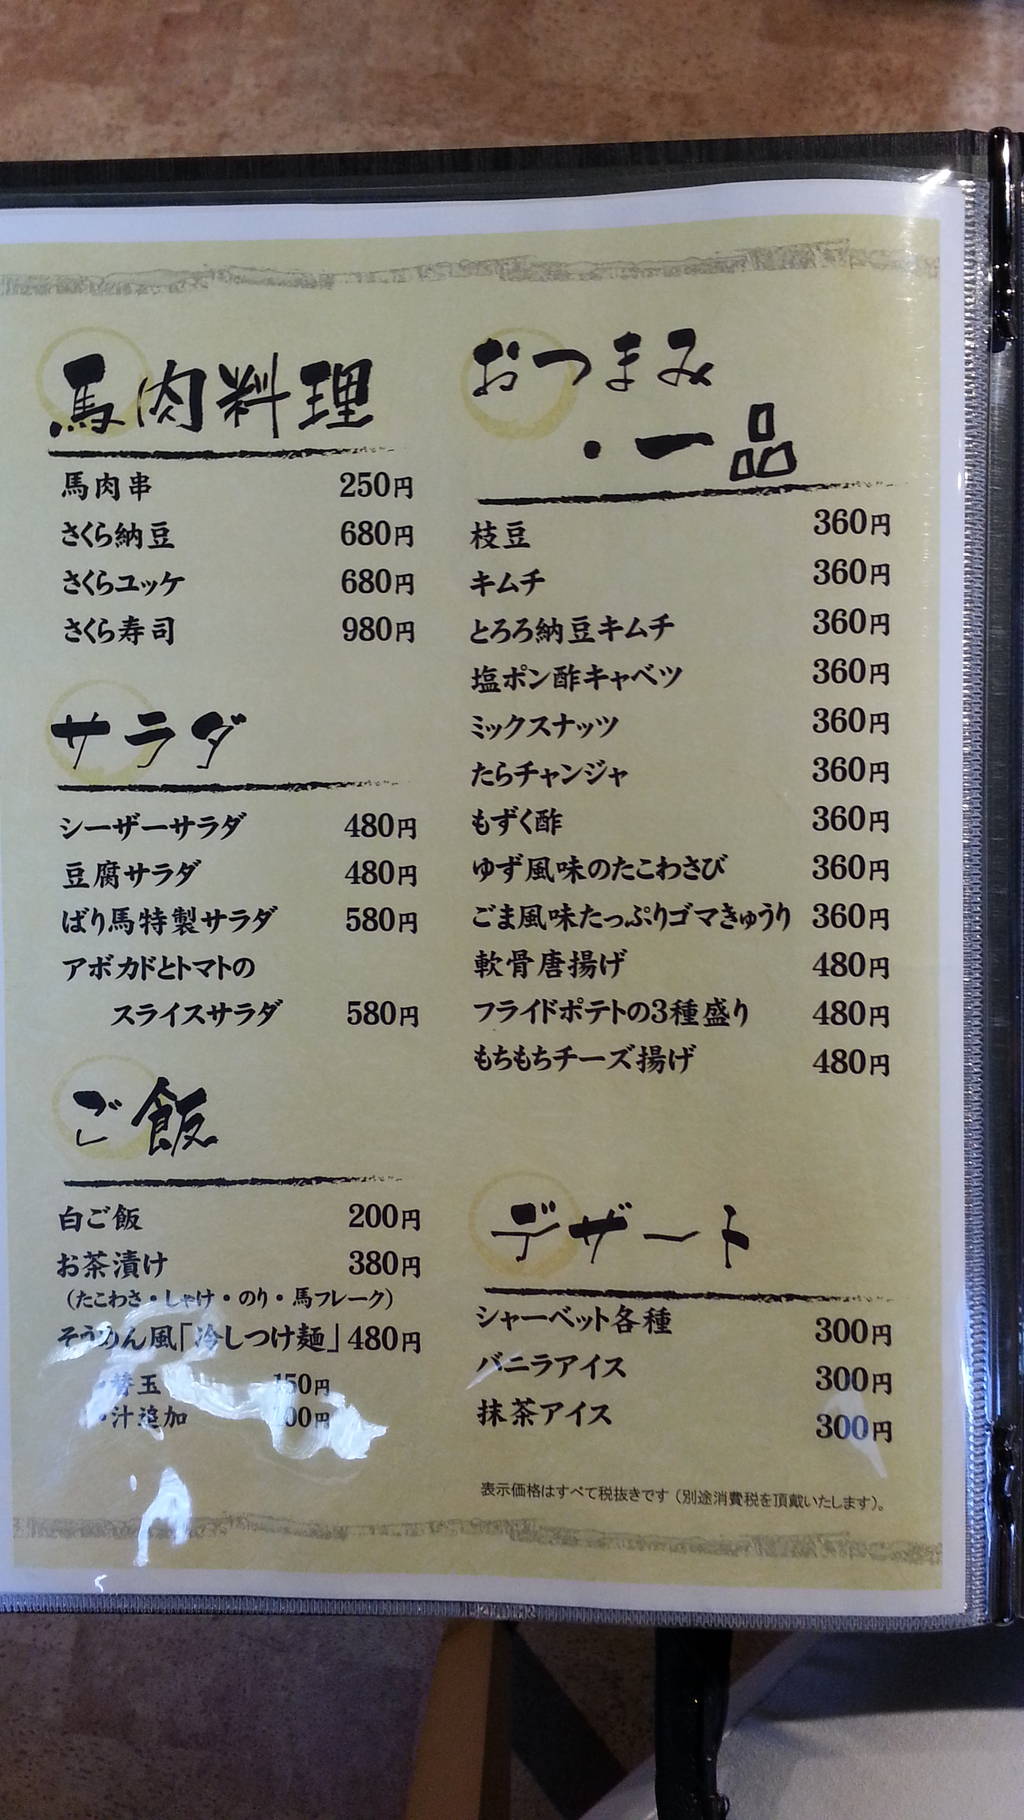 馬肉料理
馬肉串 250円
さくら納豆 680円
さくらユッケ 680円
さくら寿司 980円
サラダ
シーザーサラダ 480円
豆腐サラダ 480円
ばり馬特製サラダ 580円
アボカドとトマトの
スライスサラダ 580円
ご飯
白ご飯 200円
お茶漬け 380円
(たこわさ・しゃけ・のり・馬フレーク)
そうめん風「冷しつけ麺」480円
替玉 150円
汁追加
おつまみ
・一品
枝豆 360円
キムチ 360円
とろろ納豆キムチ 360円
塩ポン酢キャベツ 360円
ミックスナッツ 360円
たらチャンジャ 360円
もずく酢 360円
ゆず風味のたこわさび 360円
ごま風味たっぷりゴマきゅうり 360円
軟骨唐揚げ 480円
フライドポテトの3種盛り 480円
もちもちチーズ揚げ 480円
デザート
シャーベット各種 300円
バニラアイス 300円
抹茶アイス 300円
表示価格はすべて税抜きです(別途消費税を頂戴いたします)。